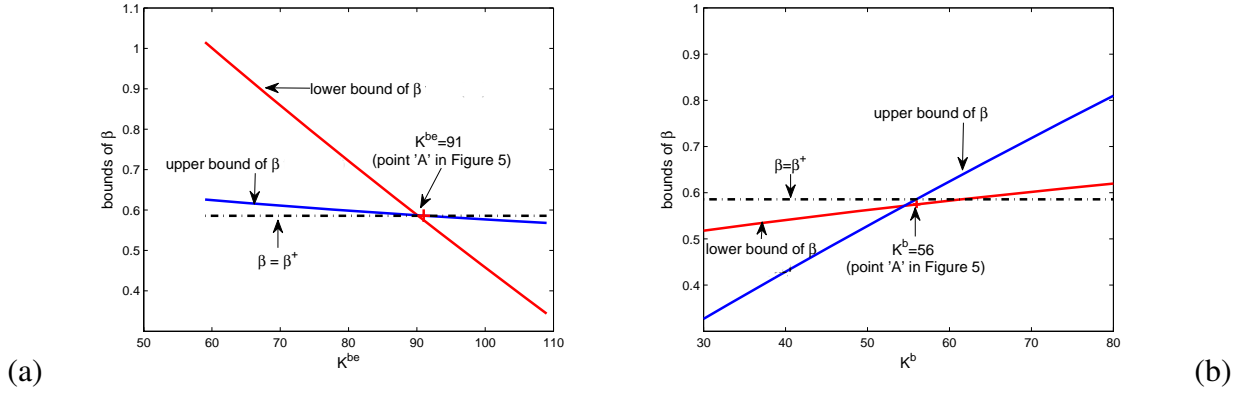 1.1
1
0.9
0.8
0.7
0.6
0.5
0.4
bounds of β
lower bound of β
K^be=91
(point 'A' in Figure 5)
upper bound of β
β = β^+
50 60 70 80 90 100 110
K^be
(a)
1
0.9
0.8
0.7
0.6
0.5
0.4
bounds of β
upper bound of β
β=β^+
lower bound of β
K^b=56
(point 'A' in Figure 5)
30 40 50 60 70 80
K^b
(b)